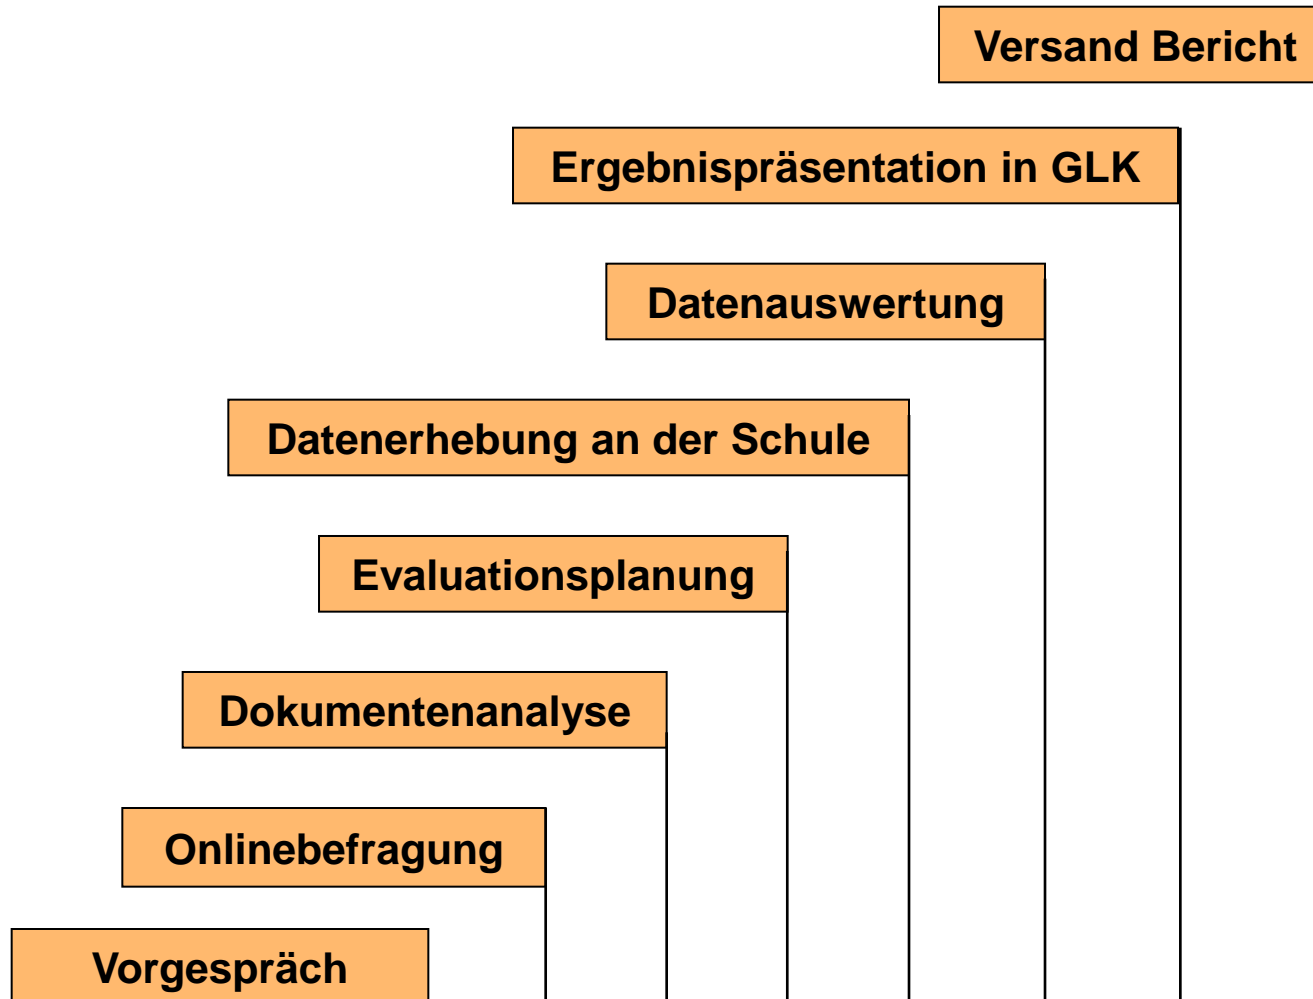 Versand Bericht
Ergebnispräsentation in GLK
Datenauswertung
Datenerhebung an der Schule
Evaluationsplanung
Dokumentenanalyse
Onlinebefragung
Vorgespräch